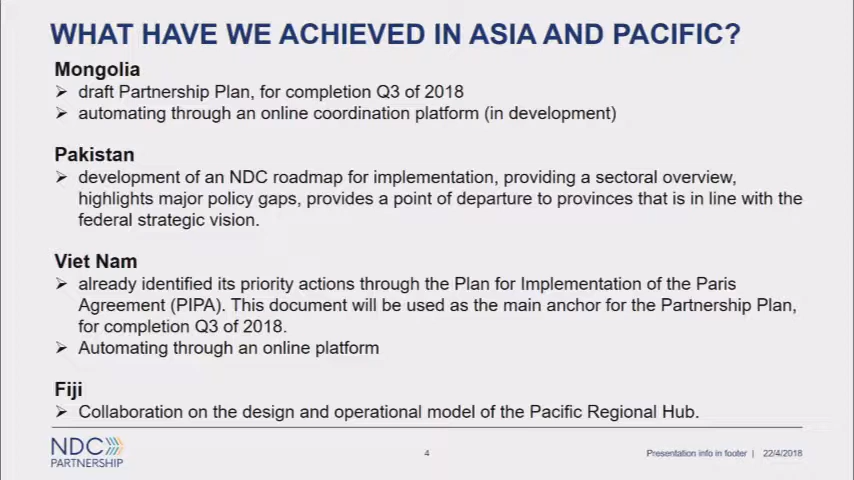 WHAT HAVE WE ACHIEVED IN ASIA AND PACIFIC?
Mongolia
➢ draft Partnership Plan, for completion Q3 of 2018
➢ automating through an online coordination platform (in development)
Pakistan
➢ development of an NDC roadmap for implementation, providing a sectoral overview,
highlights major policy gaps, provides a point of departure to provinces that is in line with the
federal strategic vision.
Viet Nam
➢ already identified its priority actions through the Plan for Implementation of the Paris
Agreement (PIPA). This document will be used as the main anchor for the Partnership Plan,
for completion Q3 of 2018.
➢ Automating through an online platform
Fiji
➢ Collaboration on the design and operational model of the Pacific Regional Hub.
NDC
PARTNERSHIP
4
Presentation info in footer | 22/4/2018